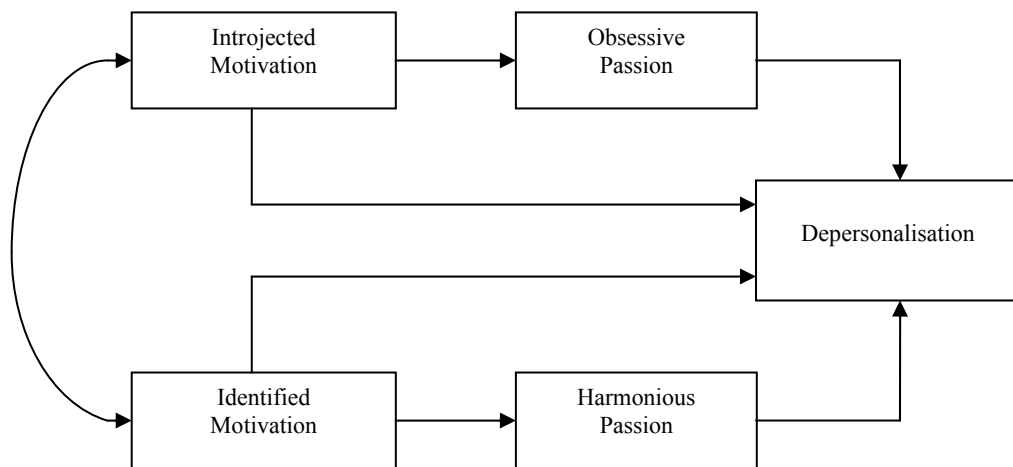 Introjected
Motivation
Obsessive
Passion
Depersonalisation
Identified
Motivation
Harmonious
Passion